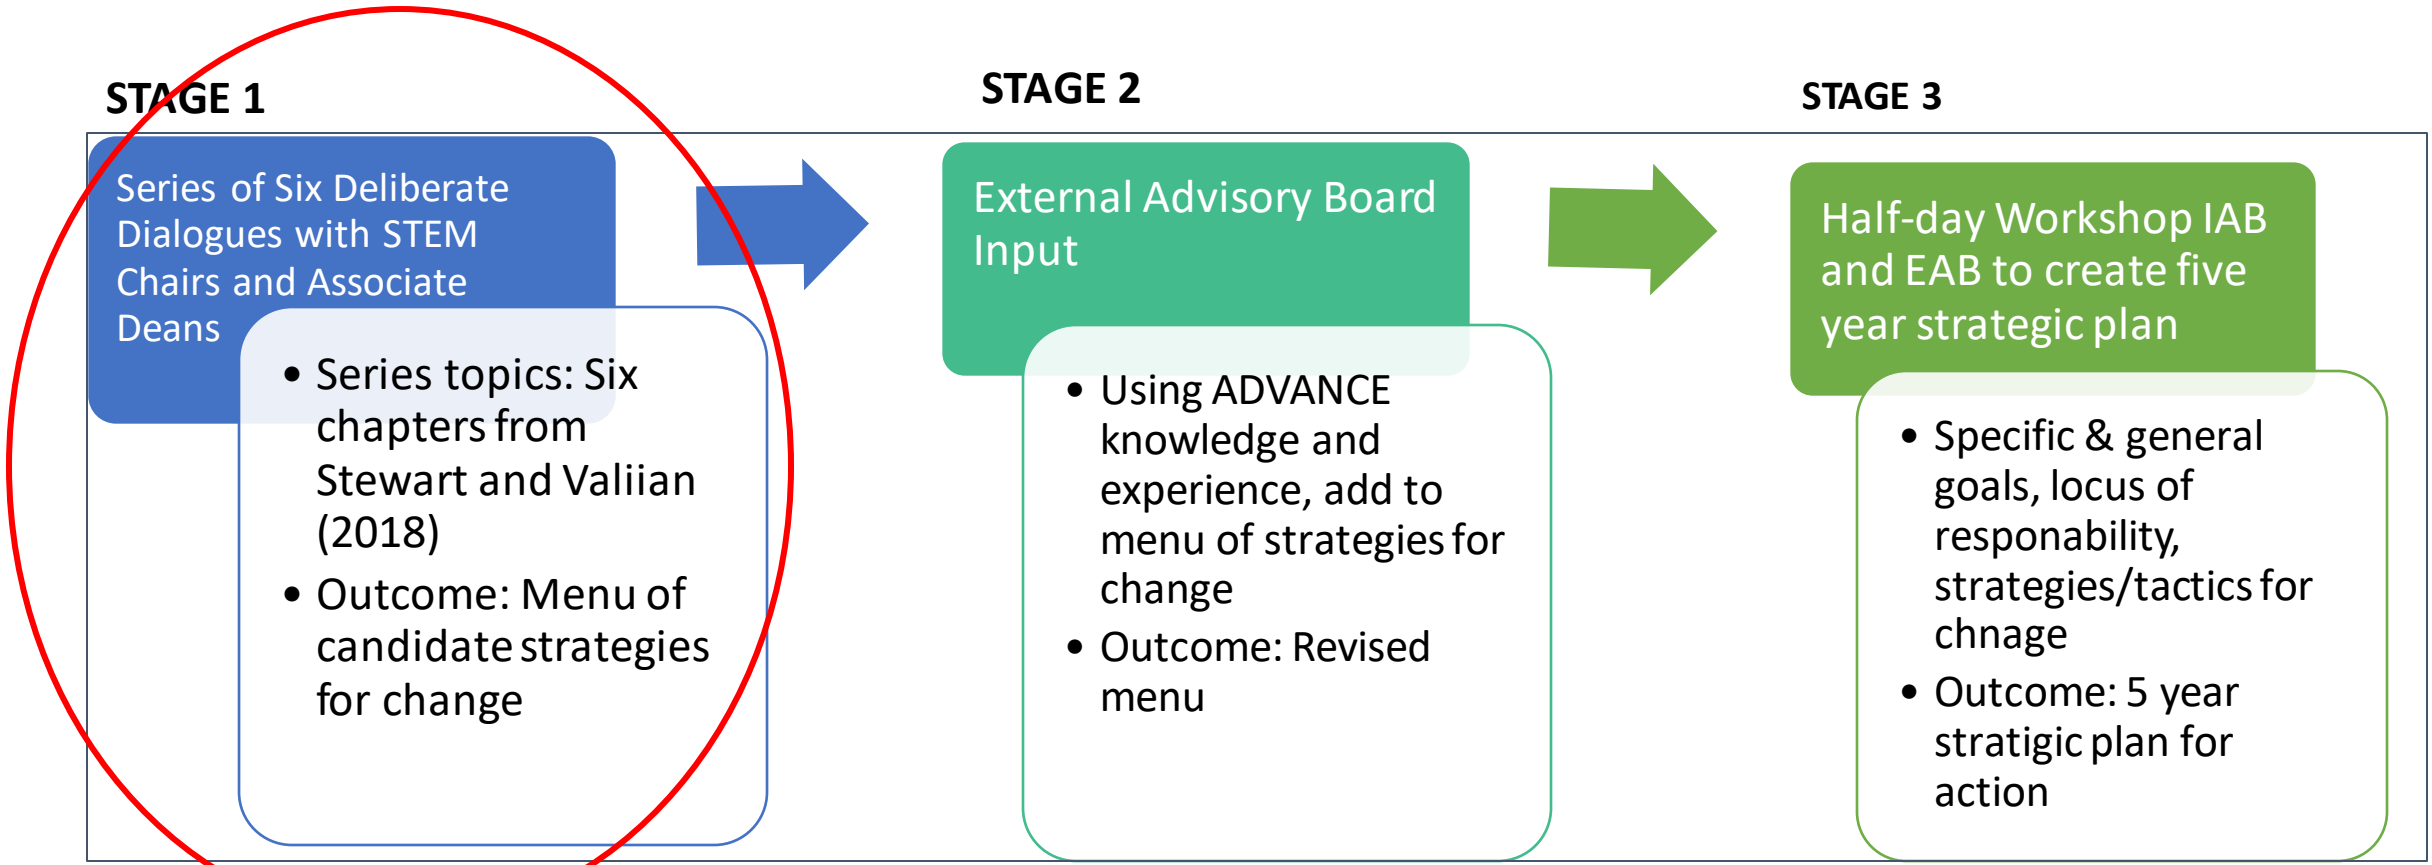 STAGE 1
Series of Six Deliberate
Dialogues with STEM
Chairs and Associate
Deans
• Series topics: Six
chapters from
Stewart and Valiian
(2018)
• Outcome: Menu of
candidate strategies
for change
STAGE 2
External Advisory Board
Input
• Using ADVANCE
knowledge and
experience, add to
menu of strategies for
change
• Outcome: Revised
menu
STAGE 3
Half-day Workshop IAB
and EAB to create five
year strategic plan
• Specific & general
goals, locus of
responability,
strategies/tactics for
chnage
• Outcome: 5 year
stratigic plan for
action